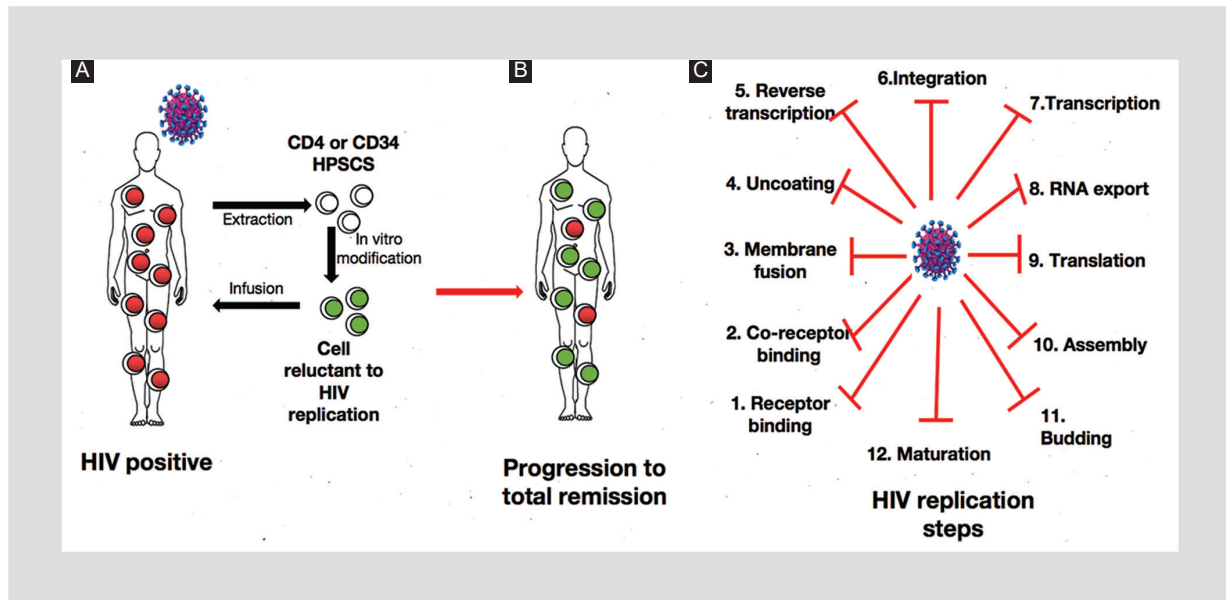 A
CD4 or CD34
HPSCS
Extraction
In vitro
modification
Infusion
Cell
reluctant to
HIV
replication
HIV positive
B
Progression to
total remission
C
1. Receptor
binding
2. Co-receptor
binding
3. Membrane
fusion
4. Uncoating
5. Reverse
transcription
6.Integration
7.Transcription
8. RNA export
9. Translation
10. Assembly
11.
Budding
12. Maturation
HIV replication
steps